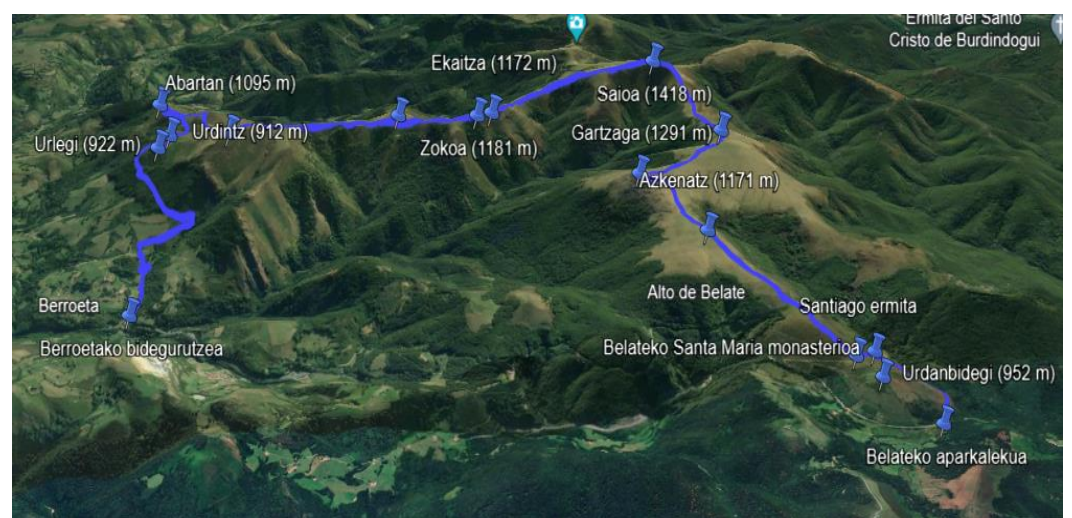 Ermita del Santo
Cristo de Burdindogui
Ekaitza (1172 m)
Abartan (1095 m)
Saioa (1418 m)
Urdintz (912 m)
Gartzaga (1291 m)
Urlegi (922 m)
Zokoa (1181 m)
Azkenatz (1171 m)
Alto de Belate
Santiago ermita
Berroeta
Berroetako bidegurutzea
Belateko Santa Maria monasterioa
Urdanbidegi (952 m)
Belateko aparkalekua